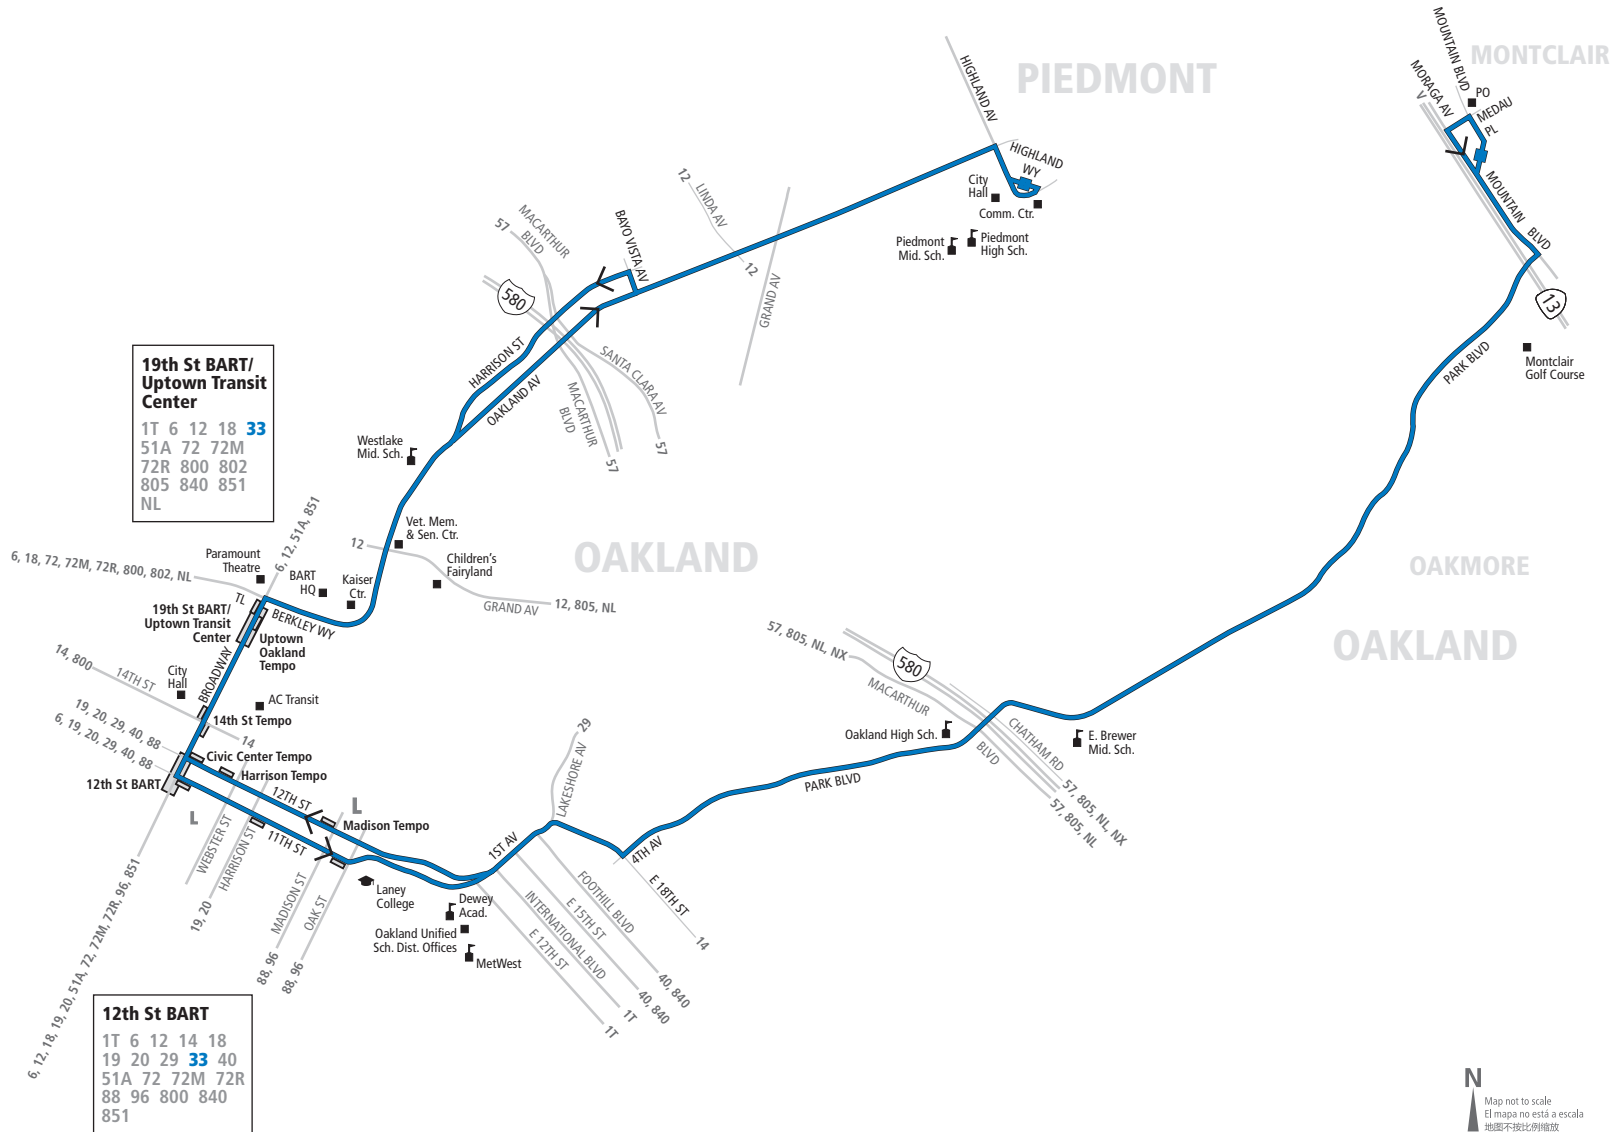 PIEDMONT
MONTCLAIR
MOUNTAIN BLVD
MORAGA AV
V
PO
MEDAU
PL
MOUNTAIN
BLVD
13
Montclair
Golf Course
PARK BLVD
HIGHLAND AV
HIGHLAND
WY
City
Hall
Comm. Ctr.
Piedmont
Mid. Sch.
Piedmont
High Sch.
12
LINDA AV
12
GRAND AV
BAYO VISTA AV
57
MACARTHUR
BLVD
580
HARRISON ST
OAKLAND AV
SANTA CLARA AV
MACARTHUR
BLVD
57
57
19th St BART/
Uptown Transit
Center
1T 6 12 18 33
51A 72 72M
72R 800 802
805 840 851
NL
Westlake
Mid. Sch.
Vet. Mem.
& Sen. Ctr.
12
Children's
Fairyland
GRAND AV
12, 805, NL
OAKLAND
OAKMORE
OAKLAND
6, 12, 51A, 851
6, 18, 72, 72M, 72R, 800, 802, NL
Paramount
Theatre
BART
HQ
Kaiser
Ctr.
TL
BERKLEY WY
19th St BART/
Uptown Transit
Center
Uptown
Oakland
Tempo
BROADWAY
14, 800
14TH ST
City
Hall
AC Transit
14th St Tempo
14
19, 20, 29, 40, 88
6, 19, 20, 29, 40, 88
Civic Center Tempo
Harrison Tempo
12th St BART
12TH ST
11TH ST
L
L
Madison Tempo
WEBSTER ST
HARRISON ST
19, 20
MADISON ST
88, 96
OAK ST
88, 96
Laney
College
Dewey
Acad.
Oakland Unified
Sch. Dist. Offices
MetWest
1ST AV
29
LAKESHORE AV
4TH AV
E 18TH ST
14
FOOTHILL BLVD
40, 840
E 15TH ST
40, 840
INTERNATIONAL BLVD
1T
E 12TH ST
1T
PARK BLVD
Oakland High Sch.
57, 805, NL, NX
580
MACARTHUR
BLVD
CHATHAM RD
57, 805, NL, NX
57, 805, NL
E. Brewer
Mid. Sch.
6, 12, 18, 19, 20, 51A, 72, 72M, 72R, 96, 851
12th St BART
1T 6 12 14 18
19 20 29 33 40
51A 72 72M 72R
88 96 800 840
851
N
Map not to scale
El mapa no está a escala
地图不按比例缩放